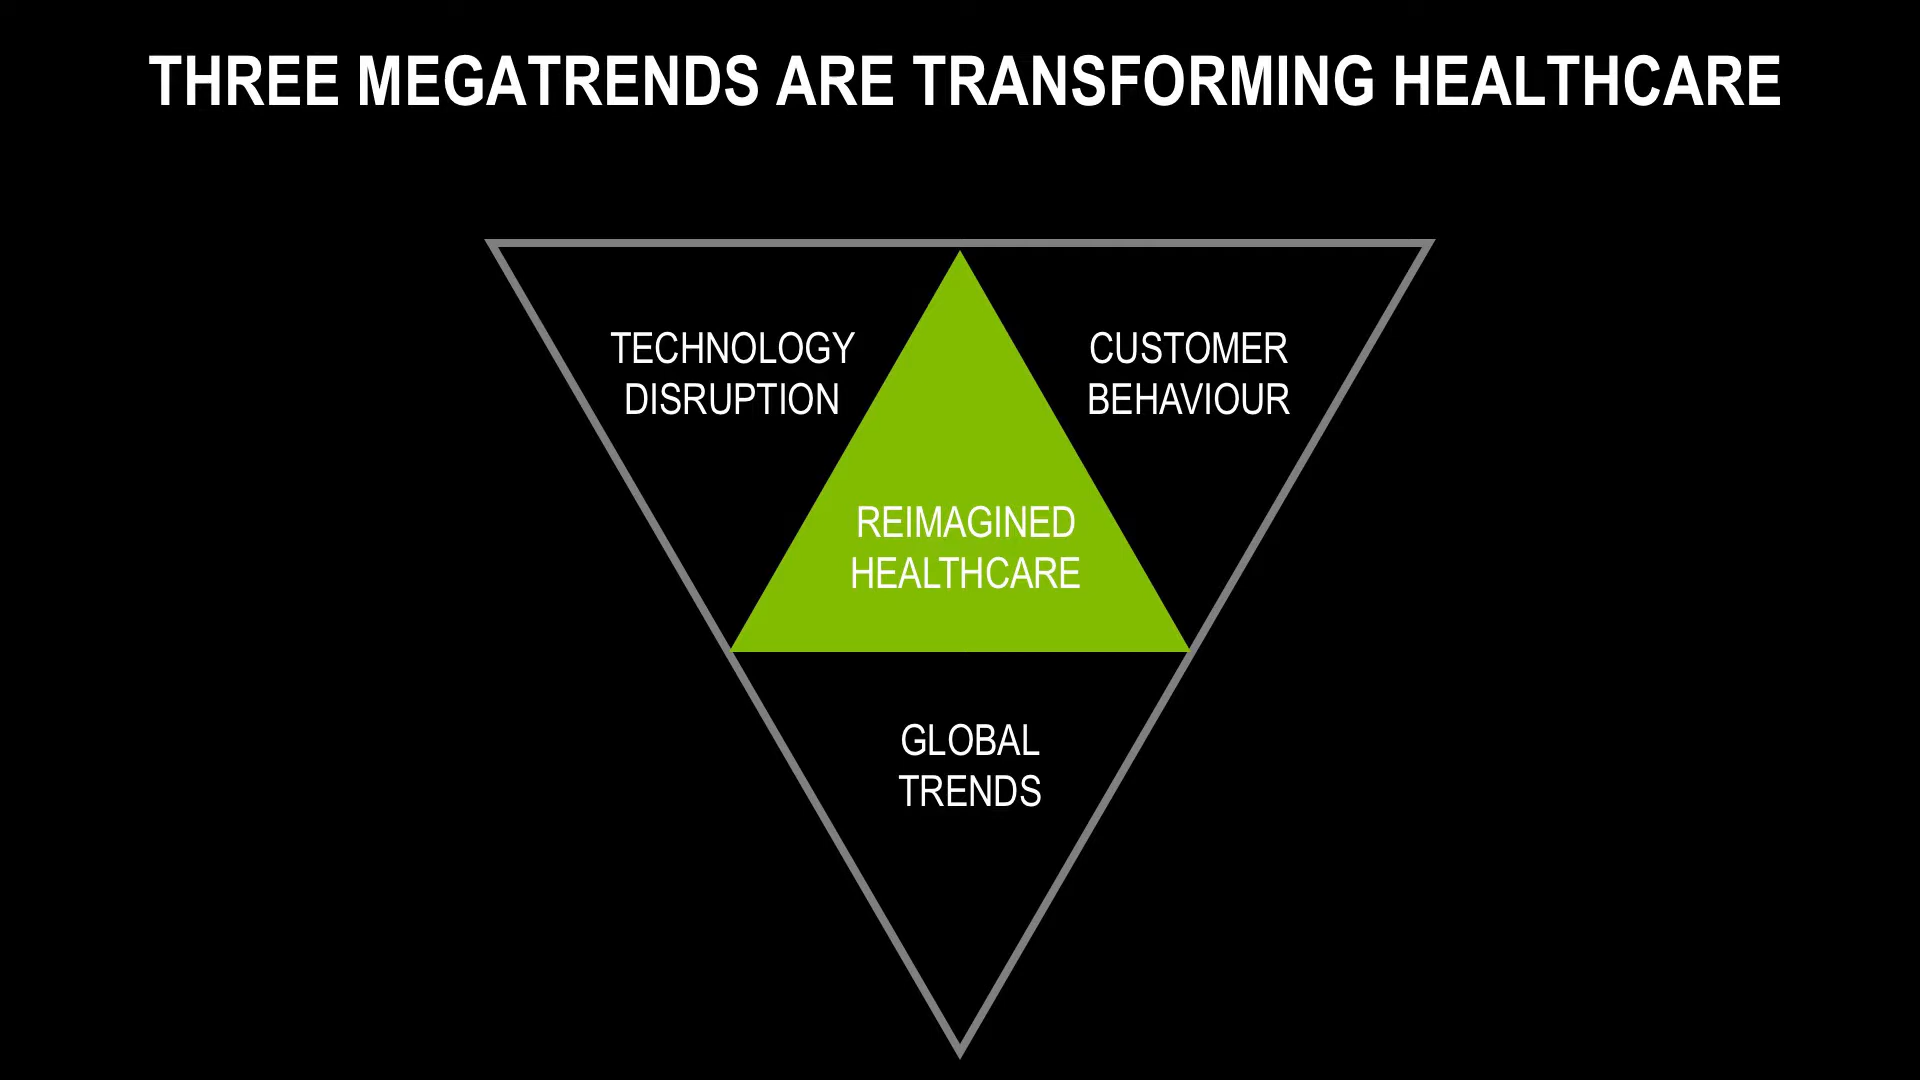 THREE MEGATRENDS ARE TRANSFORMING HEALTHCARE
TECHNOLOGY
DISRUPTION
CUSTOMER
BEHAVIOUR
REIMAGINED
HEALTHCARE
GLOBAL
TRENDS